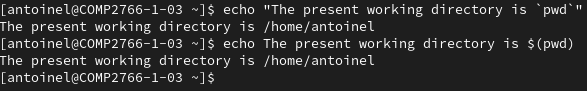 [antoinel@COMP2766-1-03 ~]$ echo "The present working directory is `pwd`"
The present working directory is /home/antoinel
[antoinel@COMP2766-1-03 ~]$ echo The present working directory is $(pwd)
The present working directory is /home/antoinel
[antoinel@COMP2766-1-03 ~]$